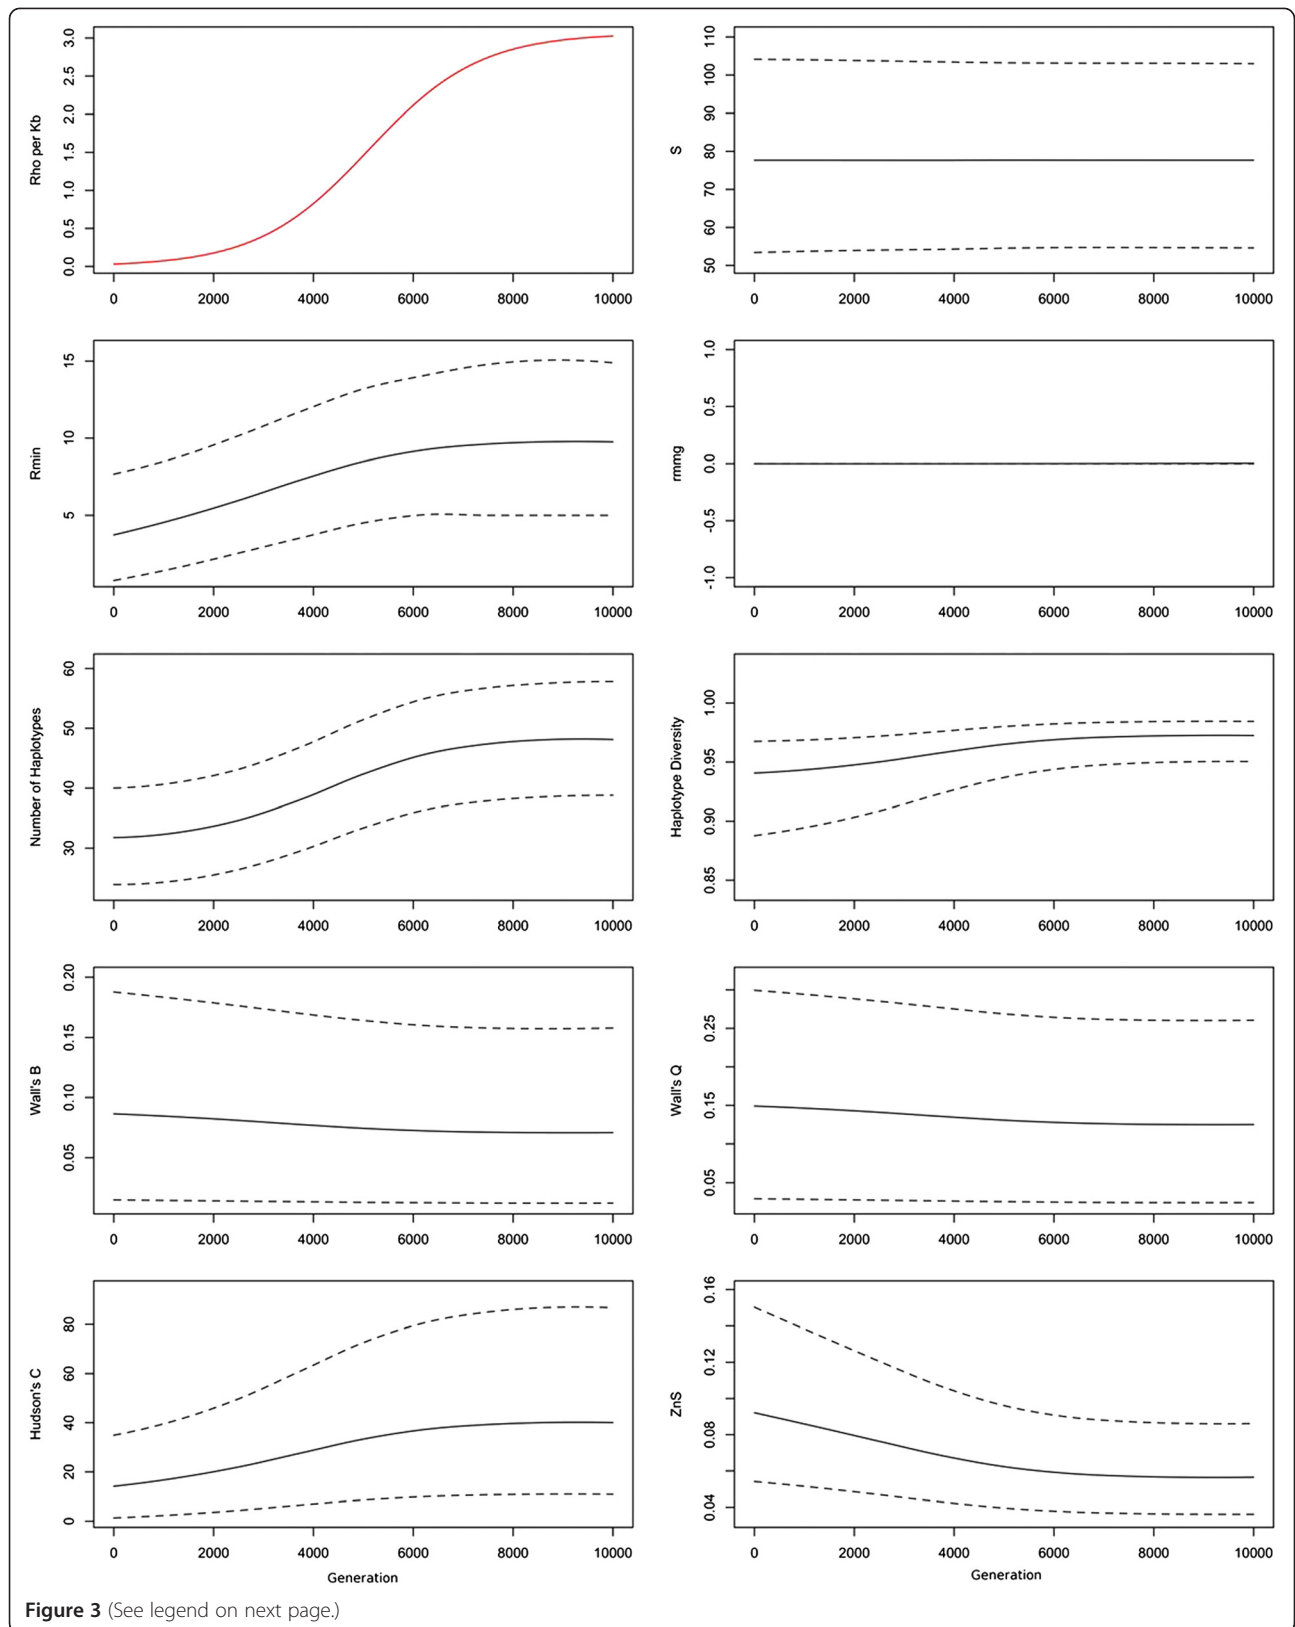 Rho per Kb
0.0 0.5 1.0 1.5 2.0 2.5 3.0
0 2000 4000 6000 8000 10000
S
50 60 70 80 90 100 110
0 2000 4000 6000 8000 10000
Rmin
5 10 15
0 2000 4000 6000 8000 10000
rmmg
-1.0 -0.5 0.0 0.5 1.0
0 2000 4000 6000 8000 10000
Number of Haplotypes
30 40 50 60
0 2000 4000 6000 8000 10000
Haplotype Diversity
0.85 0.90 0.95 1.00
0 2000 4000 6000 8000 10000
Wall's B
0.05 0.10 0.15 0.20
0 2000 4000 6000 8000 10000
Wall's Q
0.05 0.15 0.25
0 2000 4000 6000 8000 10000
Hudson's C
0 20 40 60 80
0 2000 4000 6000 8000 10000
Generation
ZnS
0.04 0.08 0.12 0.16
0 2000 4000 6000 8000 10000
Generation
Figure 3 (See legend on next page.)